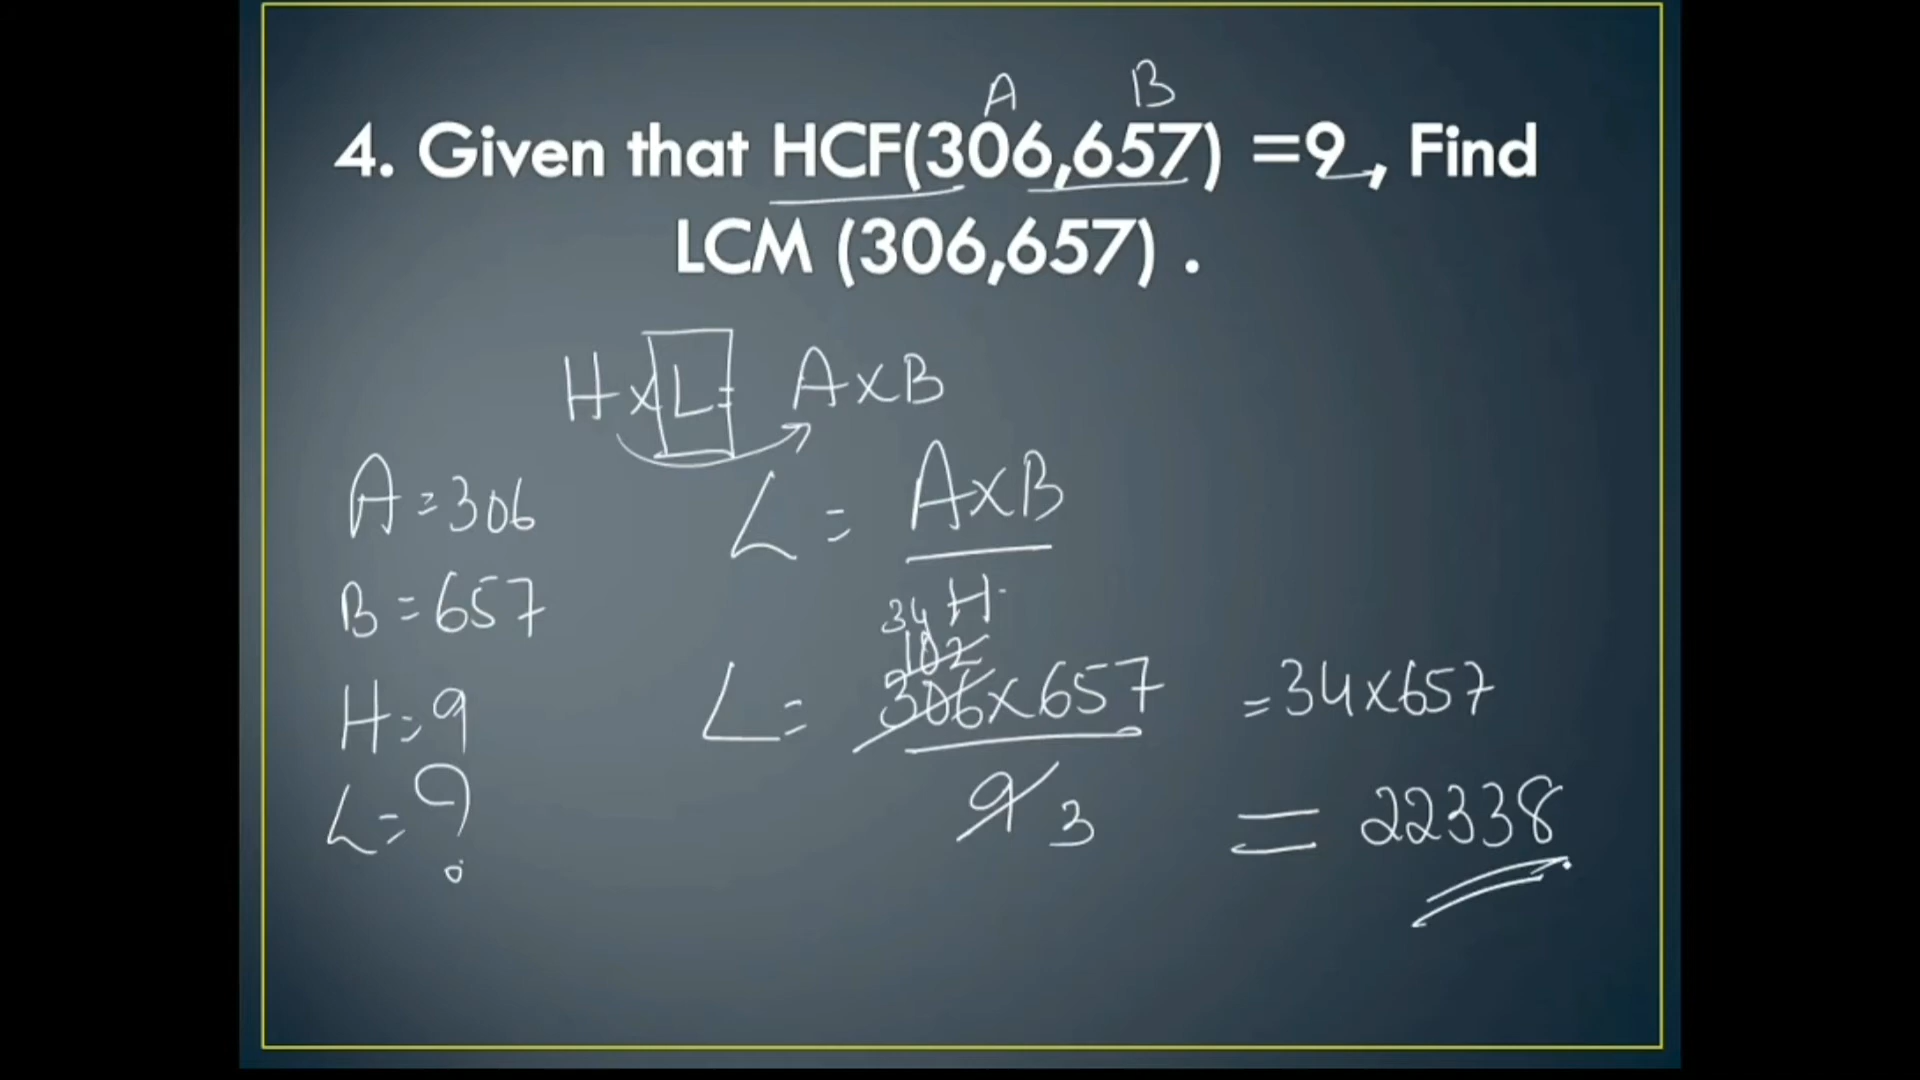 A B
4. Given that HCF(306,657) =9, Find
LCM (306,657) .
H×L= A×B
A=306
B=657
H=9
L=?
L= A×B
H
34
102
L= 306×657 =34×657
9 3
= 22338